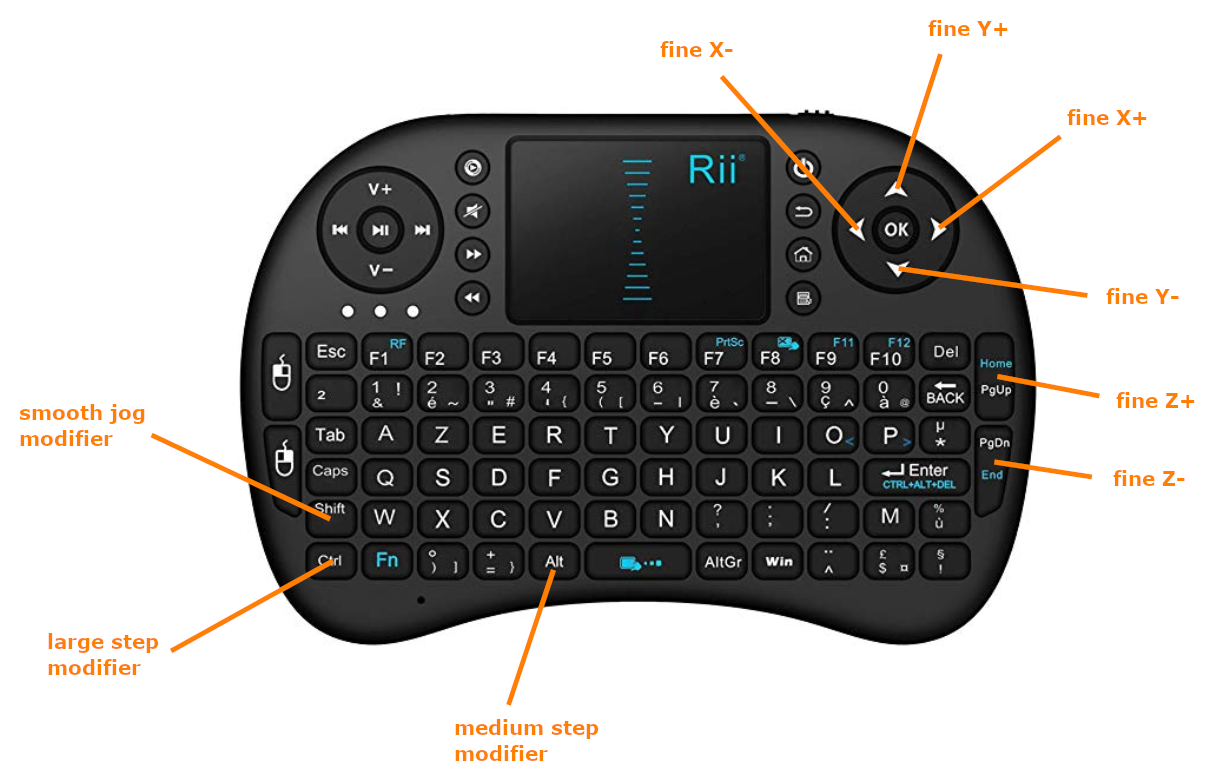 fine Y+
fine X-
fine X+
Rii®
V+
OK
V−
fine Y-
Esc F1 RF F2 F3 F4 F5 F6 F7 PrtSc F8 F9 F11 F10 F12 Del Home
² 1 ! & 2 é ~ 3 " # 4 ' { 5 ( [ 6 – | 7 è ` 8 – \ 9 ç ^ 0 à @ BACK PgUp
fine Z+
smooth jog
modifier
Tab A Z E R T Y U I O < P > µ * PgDn
Caps Q S D F G H J K L Enter CTRL+ALT+DEL End
fine Z-
Shift W X C V B N ? , . ; / : M % ù
Ctrl Fn ° ) ] + = } Alt AltGr Win ¨ ^ £ $ ¤ § !
large step
modifier
medium step
modifier